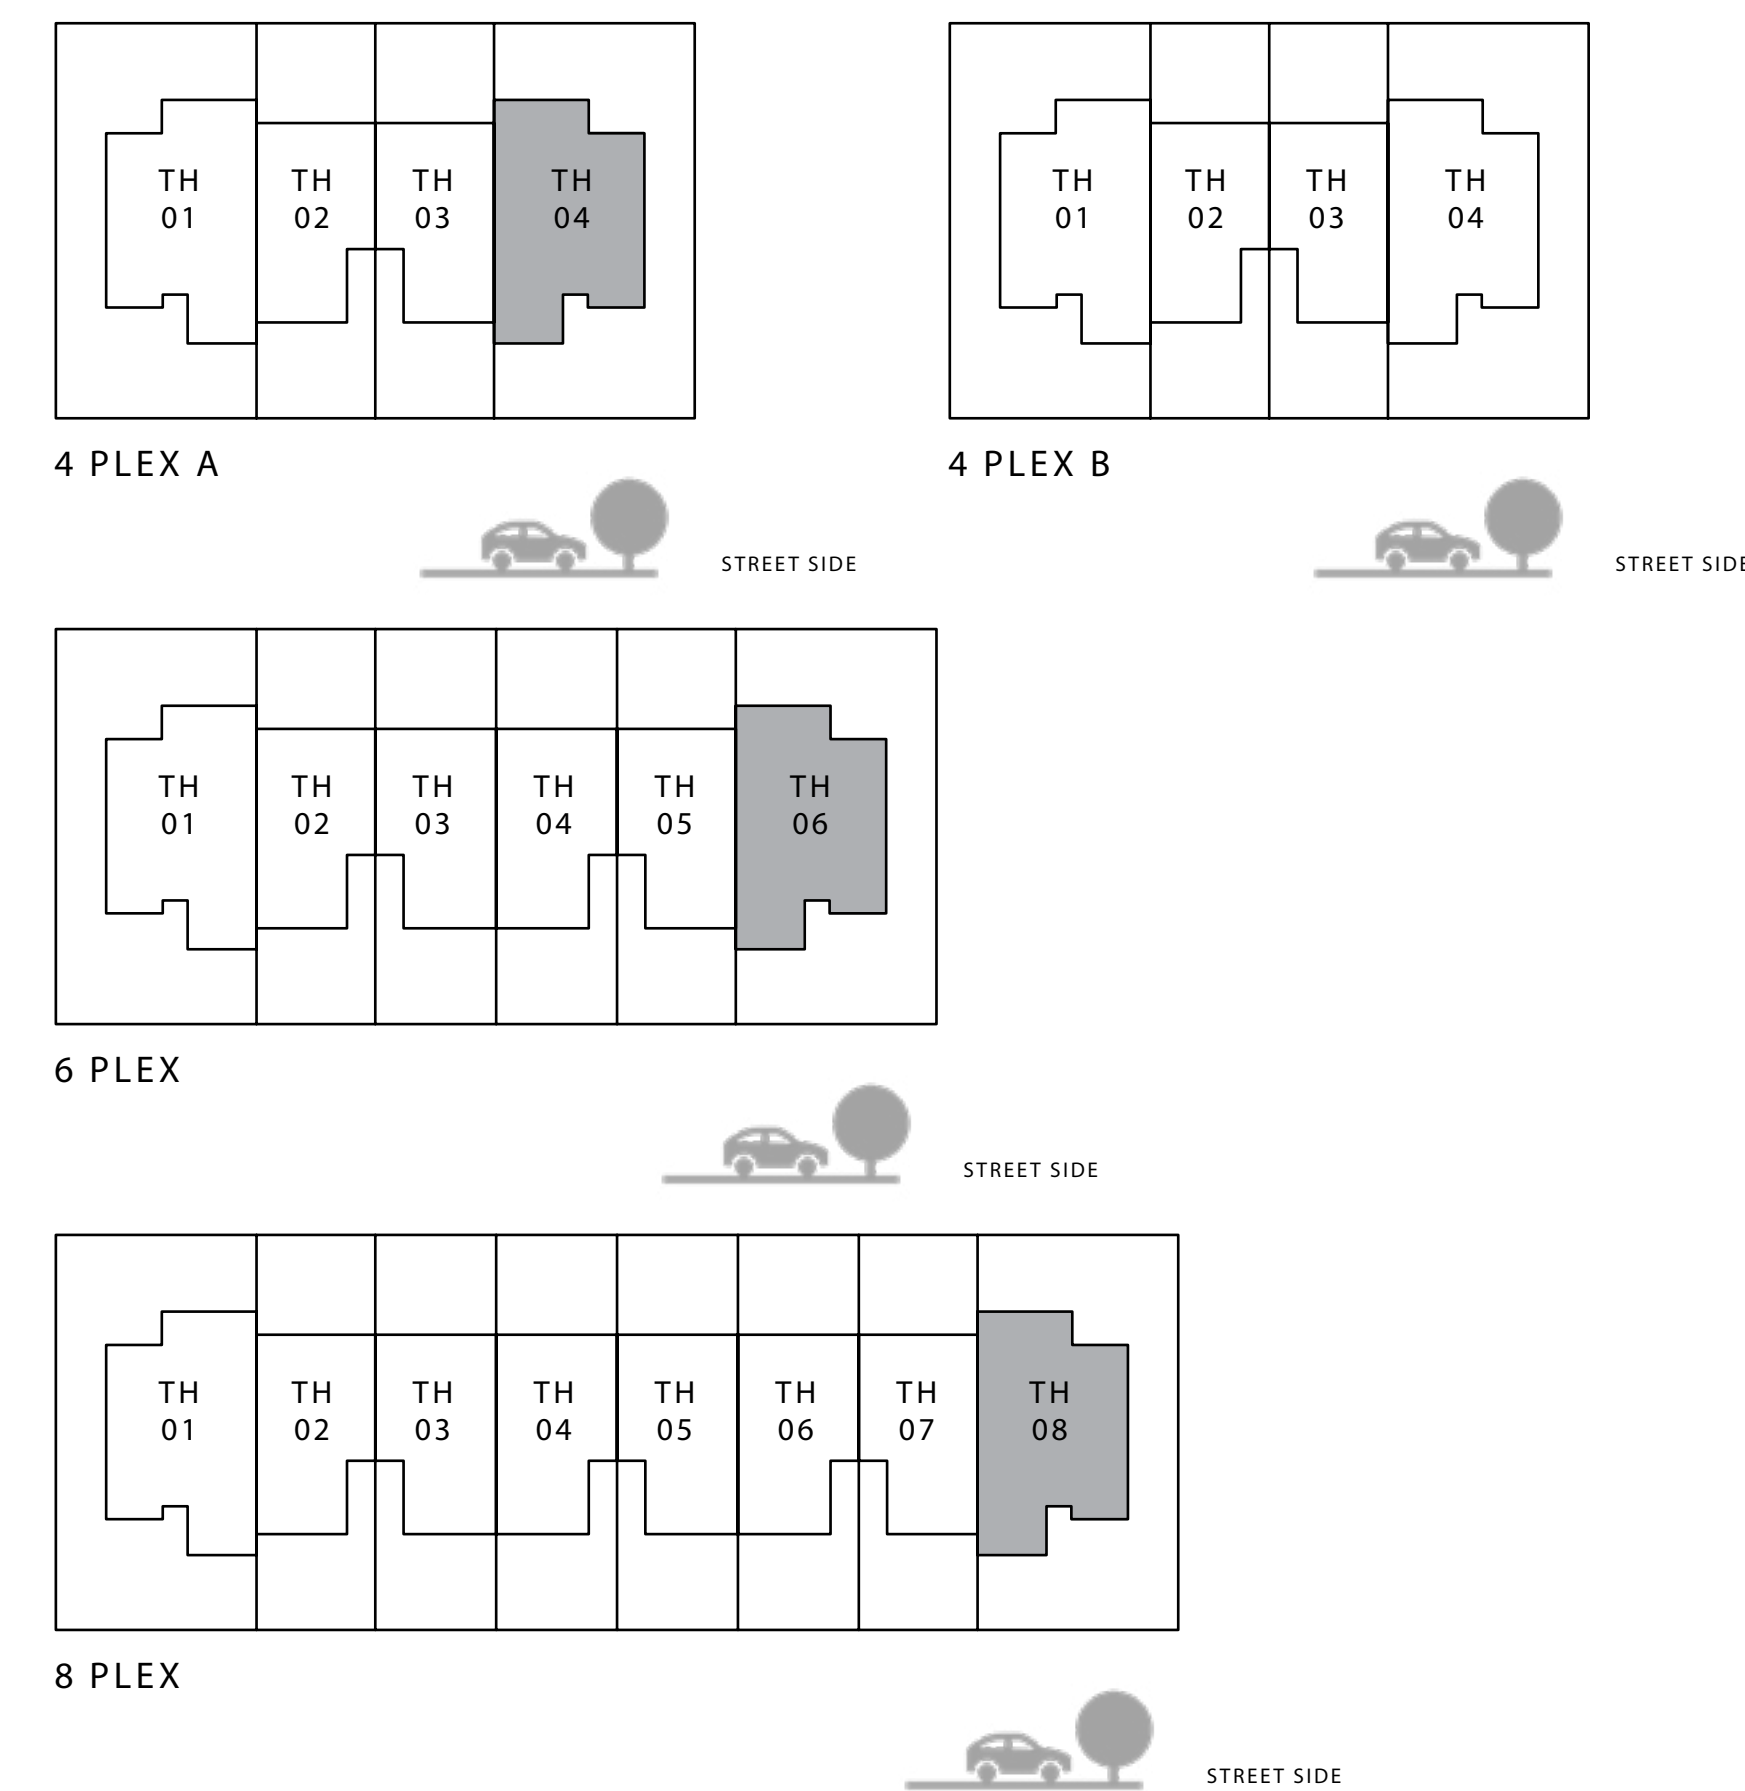 TH TH TH TH
01 02 03 04
4 PLEX A
STREET SIDE
TH TH TH TH
01 02 03 04
4 PLEX B
STREET SIDE
TH TH TH TH TH TH
01 02 03 04 05 06
6 PLEX
STREET SIDE
TH TH TH TH TH TH TH TH
01 02 03 04 05 06 07 08
8 PLEX
STREET SIDE